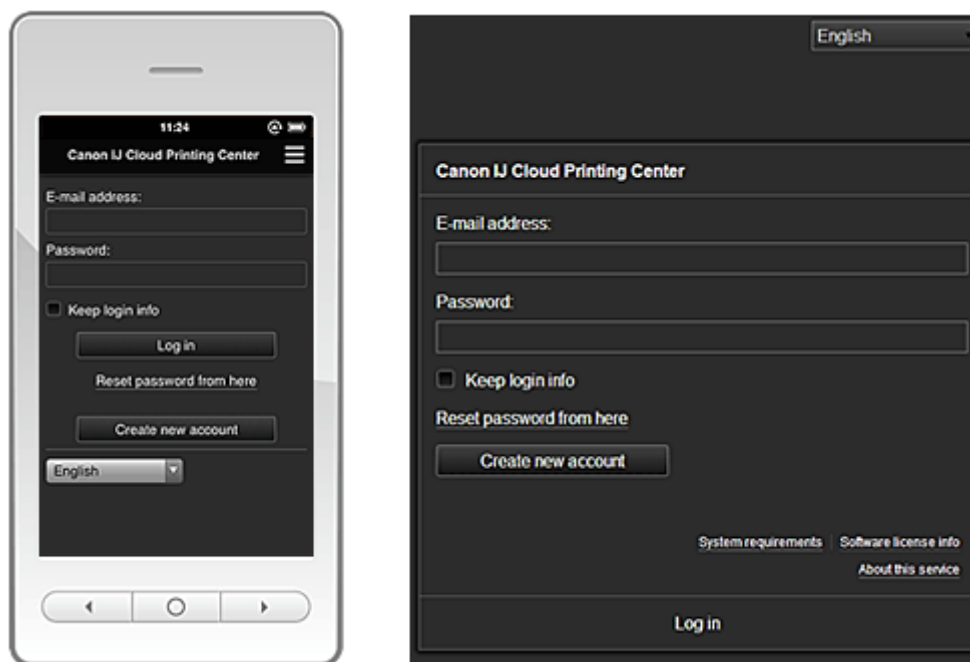 11:24
Canon IJ Cloud Printing Center
E-mail address:
Password:
Keep login info
Log in
Reset password from here
Create new account
English
English
Canon IJ Cloud Printing Center
E-mail address:
Password:
Keep login info
Reset password from here
Create new account
System requirements Software license info
About this service
Log in